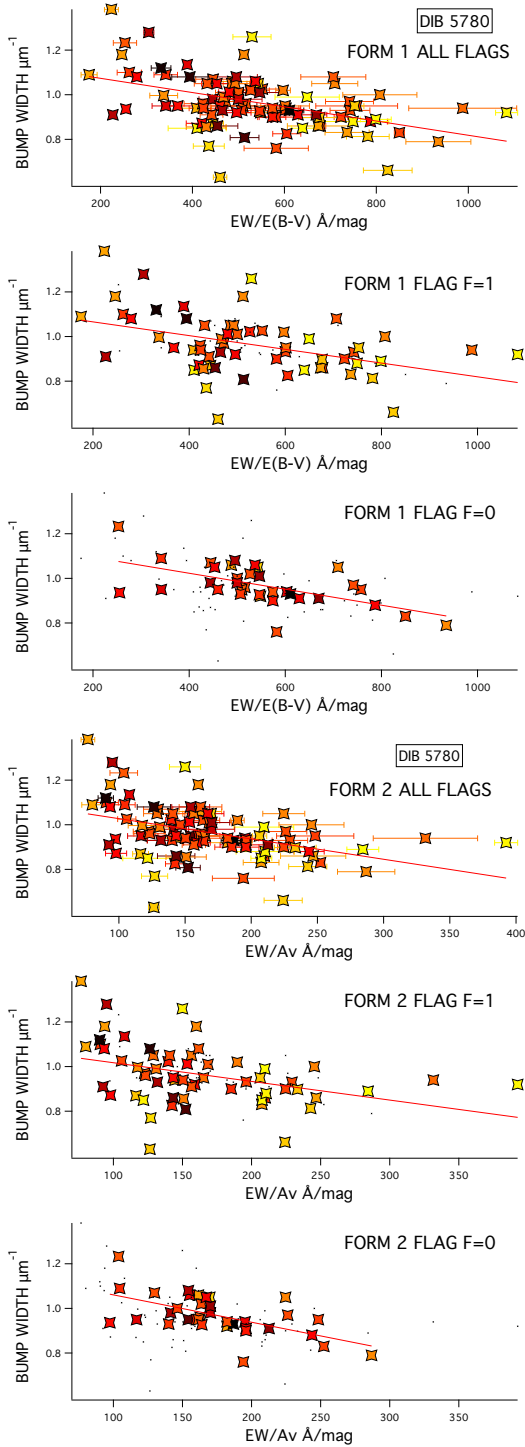 DIB 5780
FORM 1 ALL FLAGS
BUMP WIDTH µm⁻¹
1.2
1.0
0.8
200 400 600 800 1000
EW/E(B-V) Å/mag
FORM 1 FLAG F=1
BUMP WIDTH µm⁻¹
1.2
1.0
0.8
200 400 600 800 1000
EW/E(B-V) Å/mag
FORM 1 FLAG F=0
BUMP WIDTH µm⁻¹
1.2
1.0
0.8
200 400 600 800 1000
EW/E(B-V) Å/mag
DIB 5780
FORM 2 ALL FLAGS
BUMP WIDTH µm⁻¹
1.2
1.0
0.8
100 150 200 250 300 350 400
EW/Av Å/mag
FORM 2 FLAG F=1
BUMP WIDTH µm⁻¹
1.2
1.0
0.8
100 150 200 250 300 350
EW/Av Å/mag
FORM 2 FLAG F=0
BUMP WIDTH µm⁻¹
1.2
1.0
0.8
100 150 200 250 300 350
EW/Av Å/mag